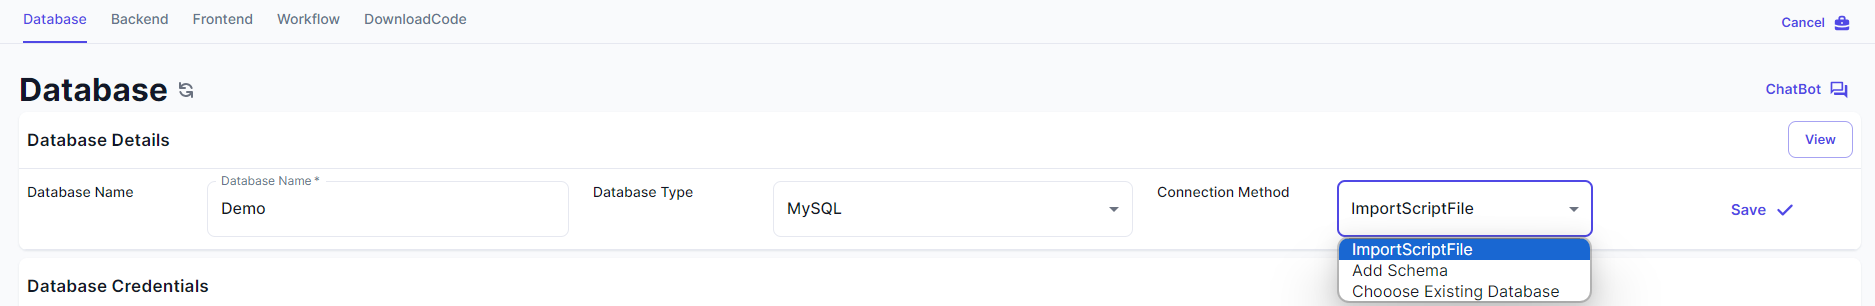 Database Backend Frontend Workflow DownloadCode Cancel
Database ChatBot
Database Details View
Database Name Database Name * Demo Database Type MySQL Connection Method ImportScriptFile Save
ImportScriptFile
Add Schema
Chooose Existing Database
Database Credentials